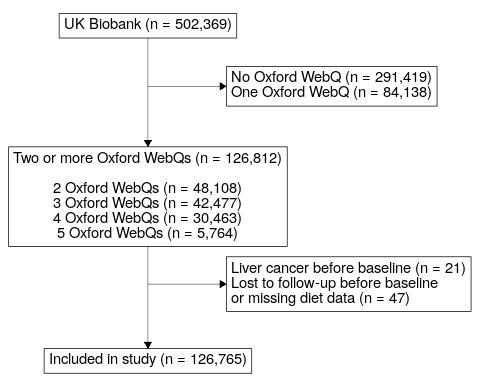 UK Biobank (n = 502,369)
No Oxford WebQ (n = 291,419)
One Oxford WebQ (n = 84,138)
Two or more Oxford WebQs (n = 126,812)
2 Oxford WebQs (n = 48,108)
3 Oxford WebQs (n = 42,477)
4 Oxford WebQs (n = 30,463)
5 Oxford WebQs (n = 5,764)
Liver cancer before baseline (n = 21)
Lost to follow-up before baseline
or missing diet data (n = 47)
Included in study (n = 126,765)